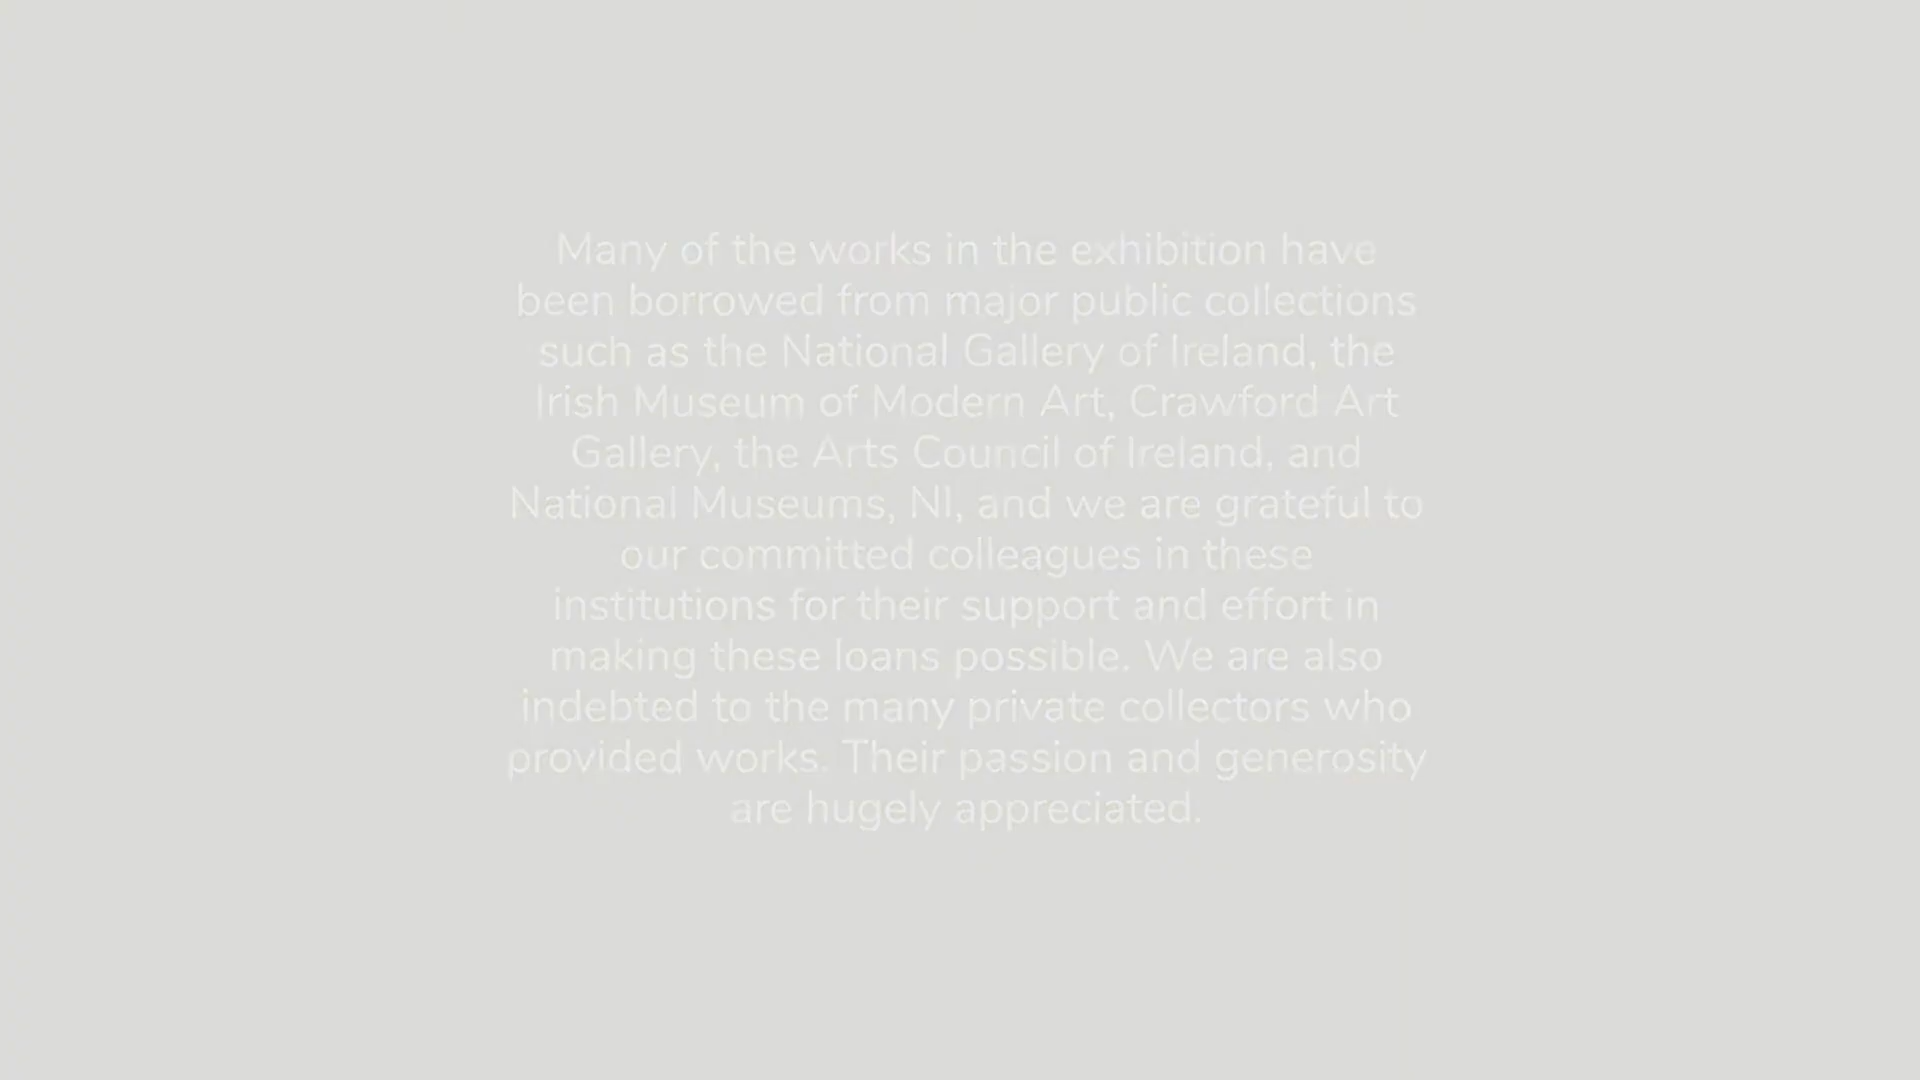 Many of the works in the exhibition have
been borrowed from major public collections
such as the National Gallery of Ireland, the
Irish Museum of Modern Art, Crawford Art
Gallery, the Arts Council of Ireland, and
National Museums, NI, and we are grateful to
our committed colleagues in these
institutions for their support and effort in
making these loans possible. We are also
indebted to the many private collectors who
provided works. Their passion and generosity
are hugely appreciated.